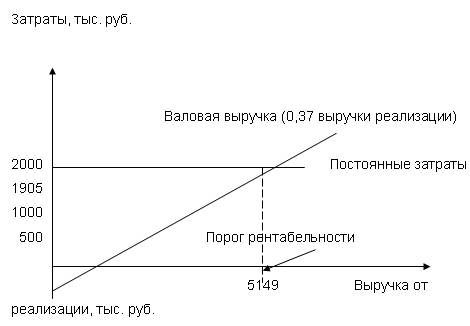 Затраты, тыс. руб.
Валовая выручка (0,37 выручки реализации)
2000
Постоянные затраты
1905
1000
500
Порог рентабельности
5149
Выручка от
реализации, тыс. руб.